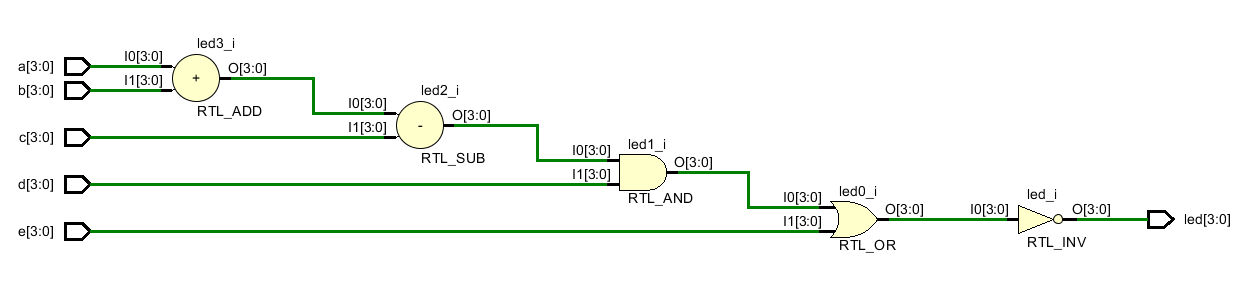 led3_i
a[3:0] I0[3:0] O[3:0]
b[3:0] I1[3:0] +
RTL_ADD
led2_i
I0[3:0] O[3:0]
c[3:0] I1[3:0] -
RTL_SUB
led1_i
I0[3:0] O[3:0]
d[3:0] I1[3:0]
RTL_AND
led0_i led_i
I0[3:0] O[3:0] I0[3:0] O[3:0] led[3:0]
e[3:0] I1[3:0]
RTL_OR RTL_INV